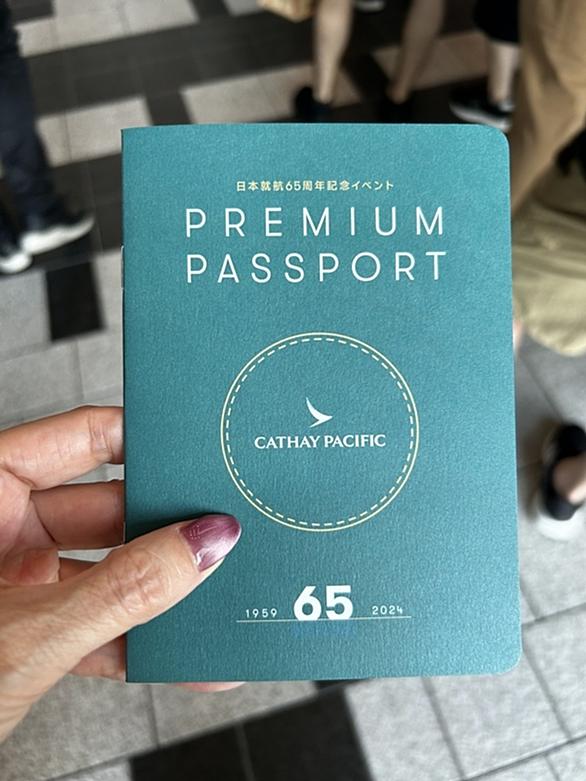 日本就航65周年記念イベント
PREMIUM
PASSPORT
CATHAY PACIFIC
1959 65 2024